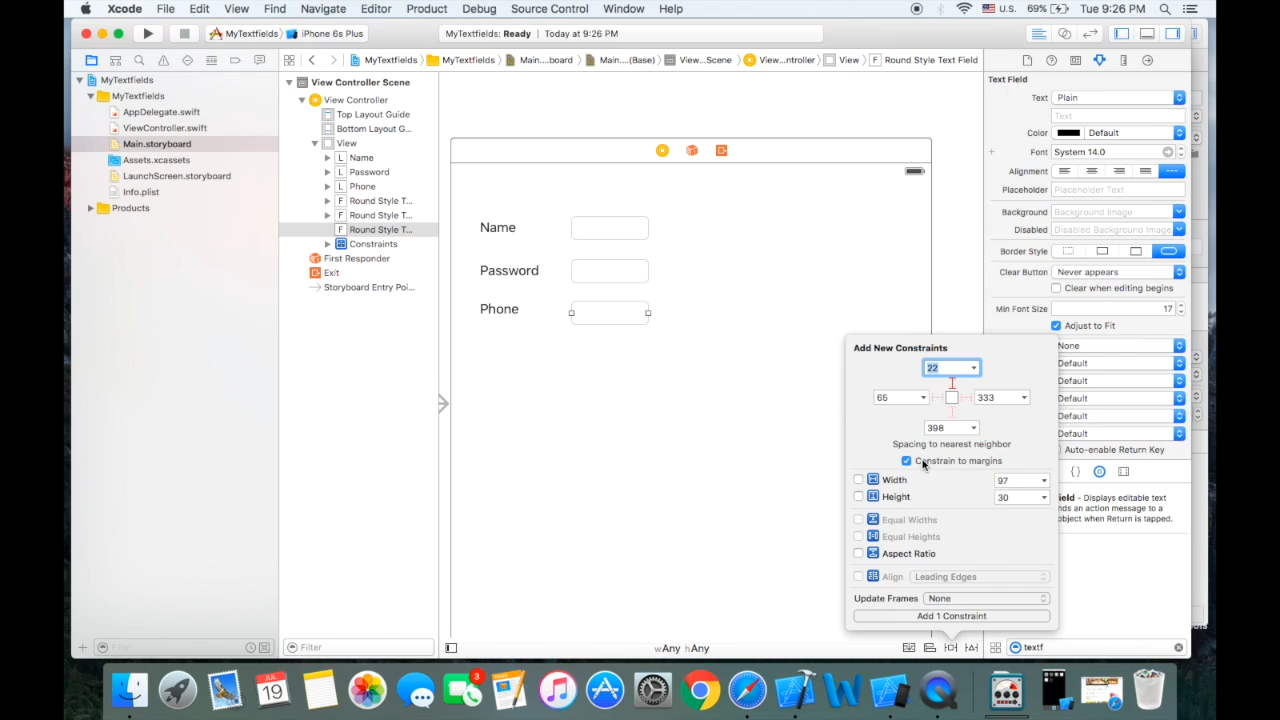 Xcode File Edit View Find Navigate Editor Product Debug Source Control Window Help U.S. 69% Tue 9:26 PM
MyTextfields iPhone 6s Plus MyTextfields: Ready | Today at 9:26 PM
MyTextfields MyTextfields Main....board Main....(Base) View...Scene View...ntroller View F Round Style Text Field
MyTextfields
MyTextfields
AppDelegate.swift
ViewController.swift
Main.storyboard
Assets.xcassets
LaunchScreen.storyboard
Info.plist
Products
Filter
View Controller Scene
View Controller
Top Layout Guide
Bottom Layout G...
View
L Name
L Password
L Phone
F Round Style T...
F Round Style T...
F Round Style T...
Constraints
First Responder
Exit
Storyboard Entry Poi...
Filter
Name
Password
Phone
wAny hAny
Add New Constraints
22
65 333
398
Spacing to nearest neighbor
Constrain to margins
Width 97
Height 30
Equal Widths
Equal Heights
Aspect Ratio
Align Leading Edges
Update Frames None
Add 1 Constraint
Text Field
Text Plain
Text
Color Default
Font System 14.0
Alignment
Placeholder Placeholder Text
Background Background Image
Disabled Disabled Background Image
Border Style
Clear Button Never appears
Clear when editing begins
Min Font Size 17
Adjust to Fit
None
Default
Default
Default
Default
Default
Auto-enable Return Key
{ }
ield - Displays editable text
nds an action message to a
object when Return is tapped.
textf
JUL
19
3